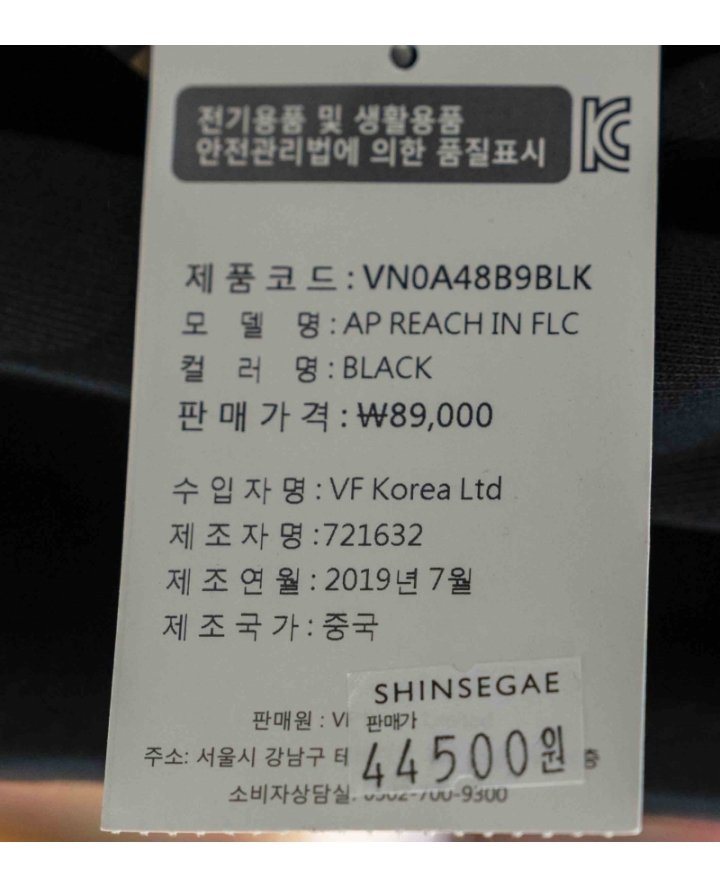 전기용품 및 생활용품
안전관리법에 의한 품질표시
KC
제품코드 : VN0A48B9BLK
모 델 명 : AP REACH IN FLC
컬 러 명 : BLACK
판매가격 : ₩89,000
수입자명 : VF Korea Ltd
제조자명 :721632
제조연월 : 2019년 7월
제조국가 : 중국
SHINSEGAE
판매원 :
판매가
주소: 서울시 강남구
44500원
층
소비자상담실: